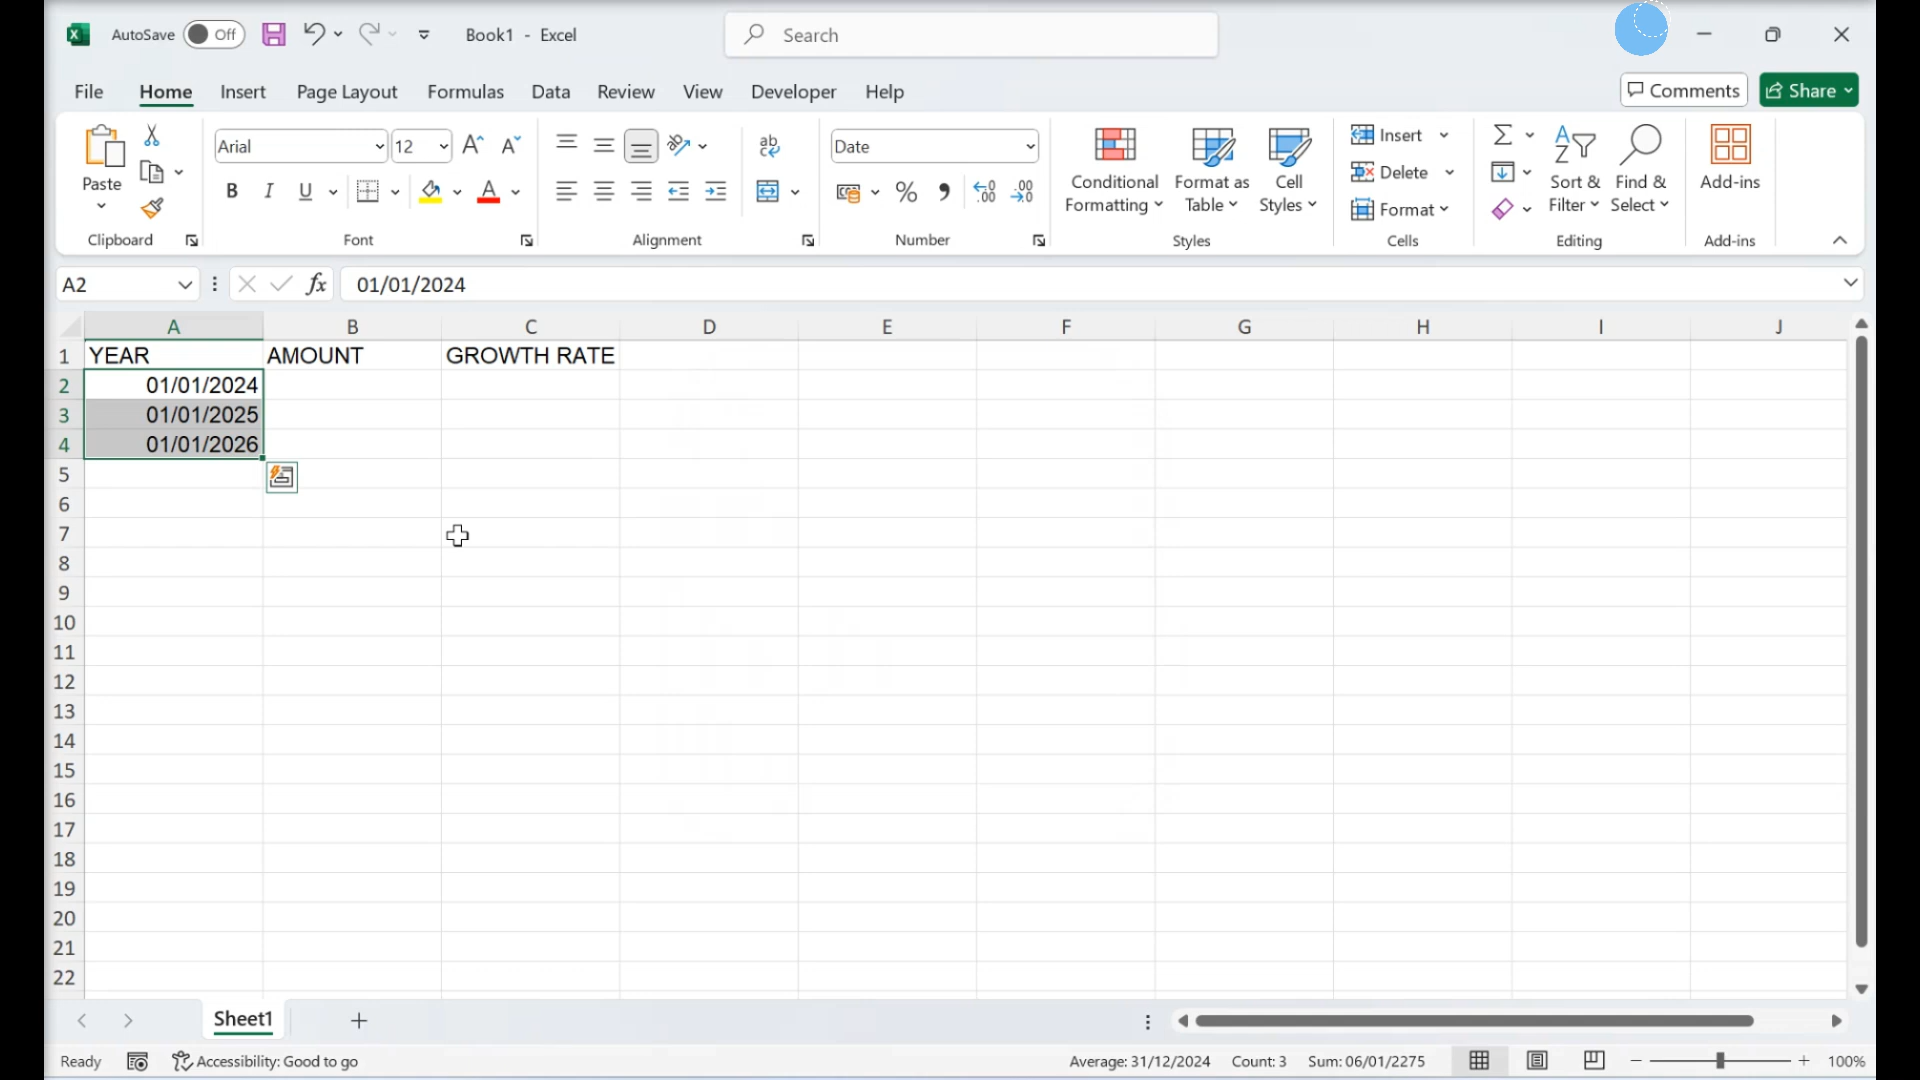 AutoSave Off Book1 - Excel Search
File Home Insert Page Layout Formulas Data Review View Developer Help Comments Share
Paste Arial 12 ab Date Conditional Formatting Format as Table Cell Styles Insert Delete Format Sort & Filter Find & Select Add-ins
Clipboard Font Alignment Number Styles Cells Editing Add-ins
A2 fx 01/01/2024
A B C D E F G H I J
1 YEAR AMOUNT GROWTH RATE
2 01/01/2024
3 01/01/2025
4 01/01/2026
5
6
7
8
9
10
11
12
13
14
15
16
17
18
19
20
21
22
Sheet1
Ready Accessibility: Good to go Average: 31/12/2024 Count: 3 Sum: 06/01/2275 100%